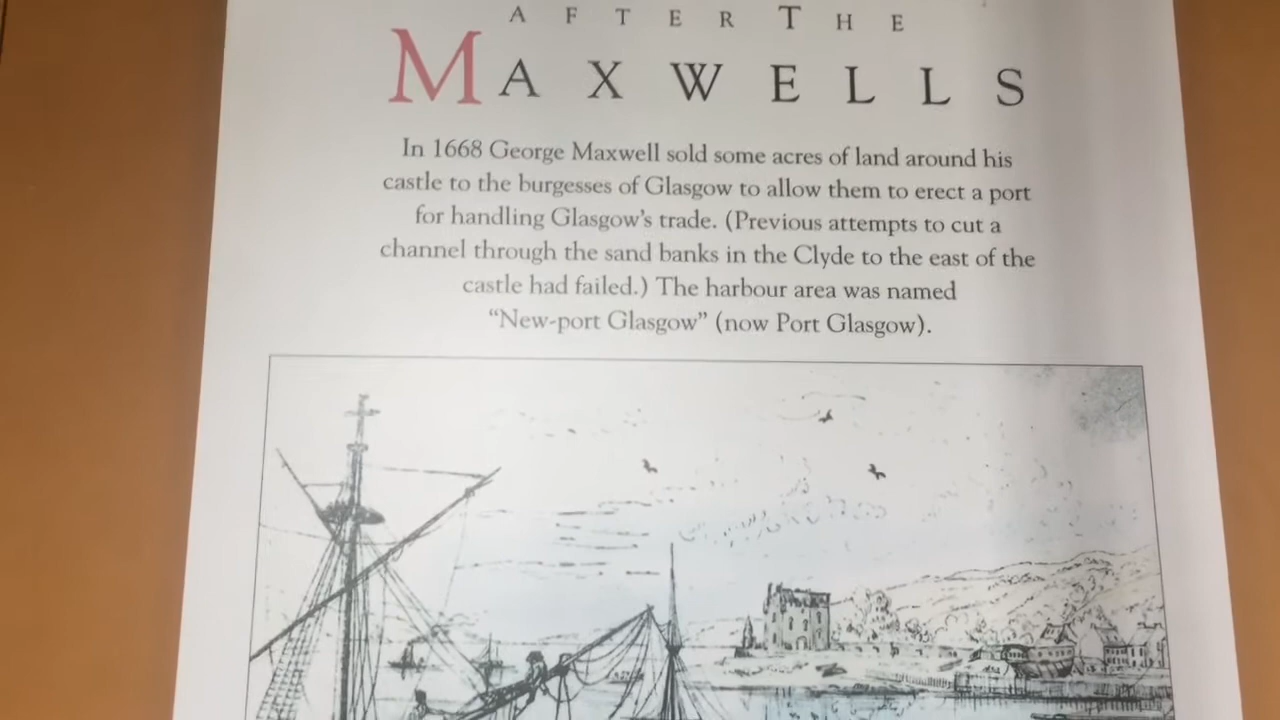 AFTER THE
MAXWELLS
In 1668 George Maxwell sold some acres of land around his
castle to the burgesses of Glasgow to allow them to erect a port
for handling Glasgow's trade. (Previous attempts to cut a
channel through the sand banks in the Clyde to the east of the
castle had failed.) The harbour area was named
“New-port Glasgow” (now Port Glasgow).